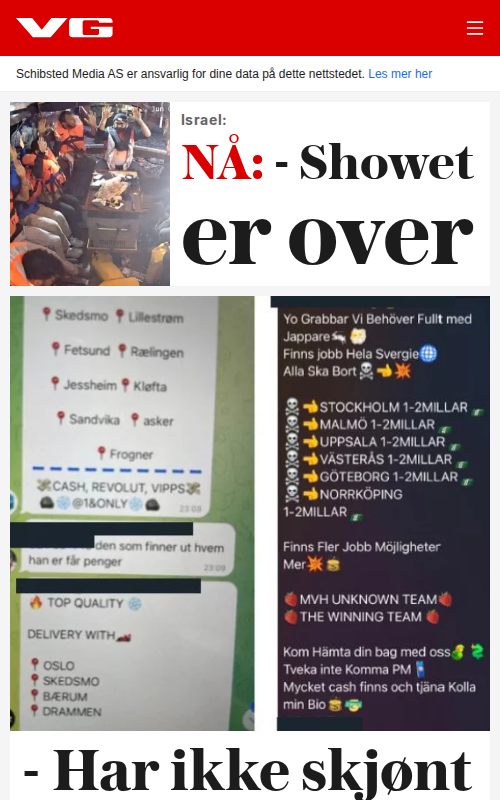 VG
Schibsted Media AS er ansvarlig for dine data på dette nettstedet. Les mer her
Israel:
NÅ: - Showet
er over
Skedsmo Lillestrøm
Fetsund Rælingen
Jessheim Kløfta
Sandvika asker
Frogner
CASH, REVOLUT, VIPPS
@1&ONLY
23:09
den som finner ut hvem
han er får penger
23:09
TOP QUALITY
DELIVERY WITH
OSLO
SKEDSMO
BÆRUM
DRAMMEN
Yo Grabbar Vi Behöver Fullt med
Jappare
Finns jobb Hela Svergie
Alla Ska Bort
STOCKHOLM 1-2MILLAR
MALMÖ 1-2MILLAR
UPPSALA 1-2MILLAR
VÄSTERÅS 1-2MILLAR
GÖTEBORG 1-2MILLAR
NORRKÖPING
1-2MILLAR
Finns Fler Jobb Möjligheter
Mer
MVH UNKNOWN TEAM
THE WINNING TEAM
Kom Hämta din bag med oss
Tveka inte Komma PM
Mycket cash finns och tjäna Kolla
min Bio
- Har ikke skjønt